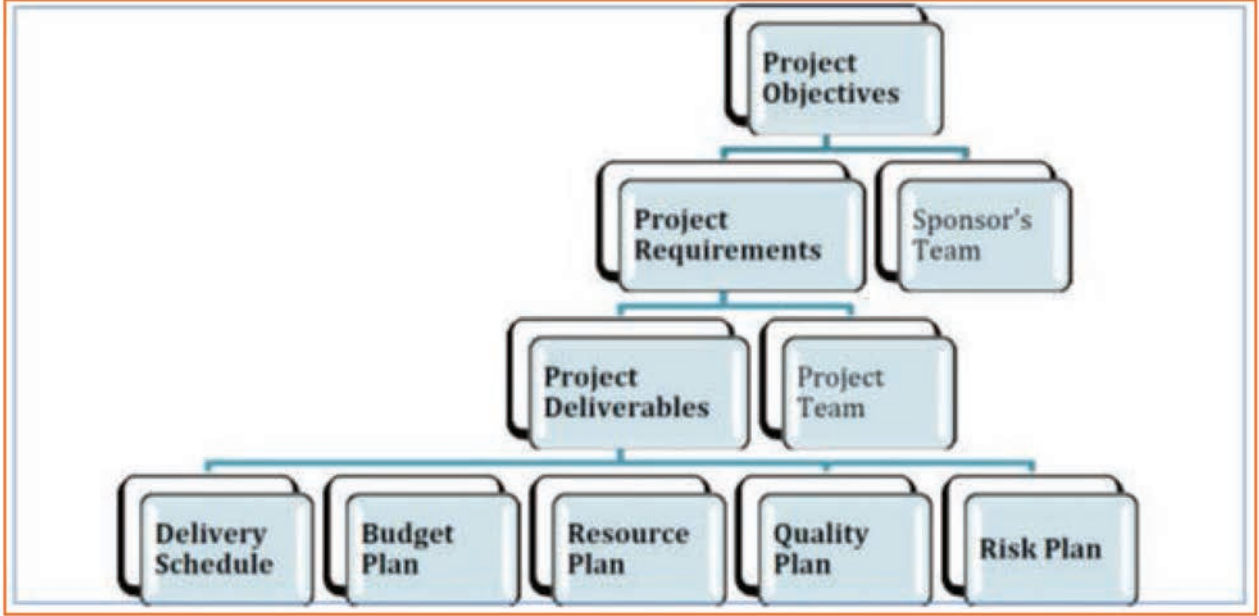 Project
Objectives
Project
Requirements
Sponsor's
Team
Project
Deliverables
Project
Team
Delivery
Schedule
Budget
Plan
Resource
Plan
Quality
Plan
Risk Plan